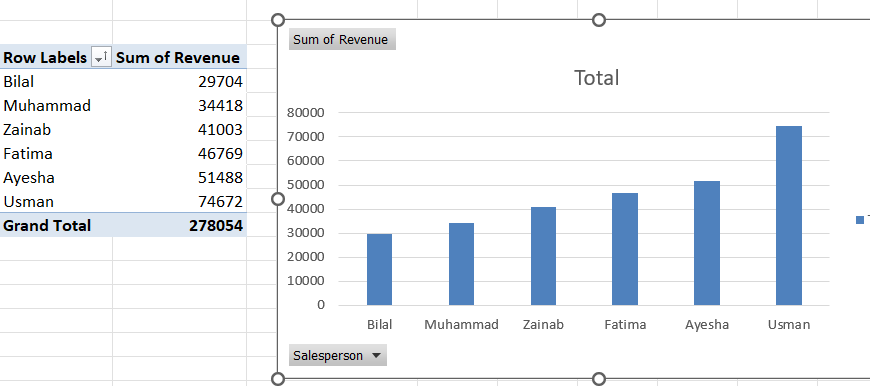 Row Labels Sum of Revenue
Bilal 29704
Muhammad 34418
Zainab 41003
Fatima 46769
Ayesha 51488
Usman 74672
Grand Total 278054
Sum of Revenue
Total
80000
70000
60000
50000
40000
30000
20000
10000
0
Bilal Muhammad Zainab Fatima Ayesha Usman
Salesperson